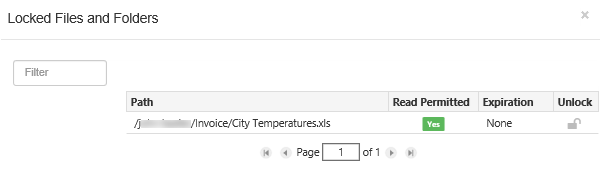 Locked Files and Folders
Filter
Path Read Permitted Expiration Unlock
/Invoice/City Temperatures.xls Yes None
Page 1 of 1